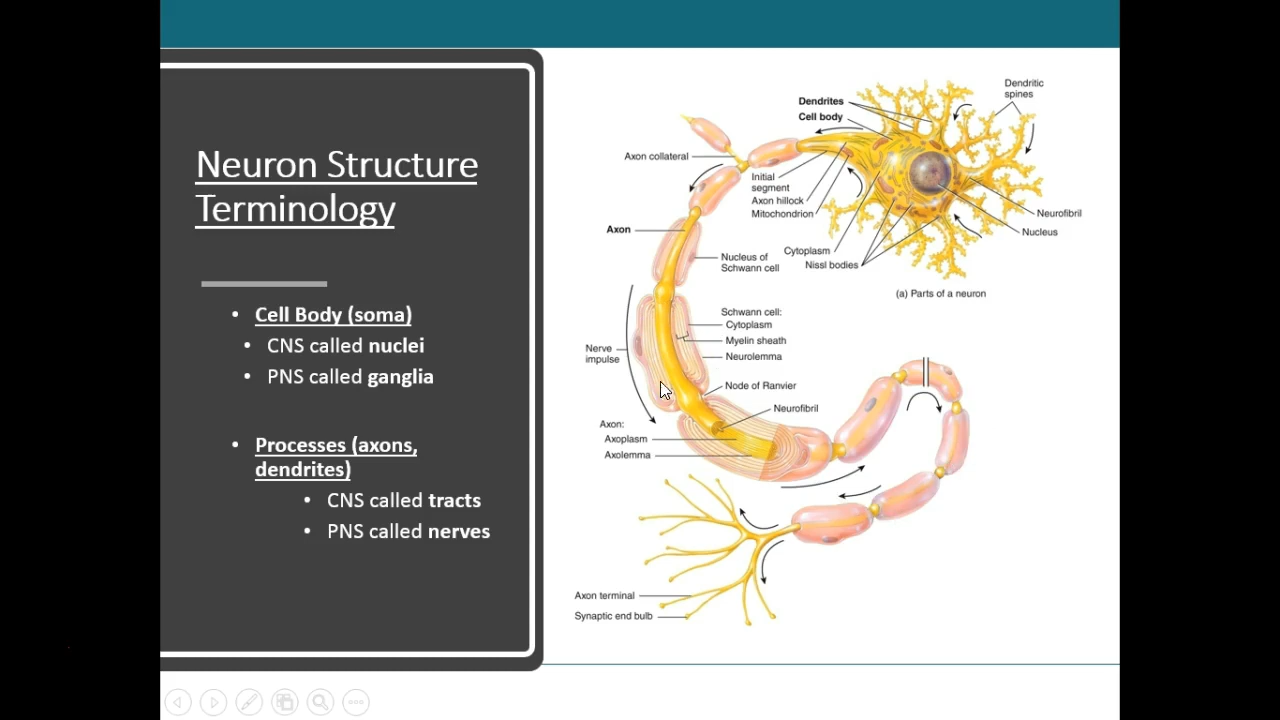 Neuron Structure
Terminology
• Cell Body (soma)
• CNS called nuclei
• PNS called ganglia
• Processes (axons,
dendrites)
• CNS called tracts
• PNS called nerves
Dendritic
spines
Dendrites
Cell body
Axon collateral
Initial
segment
Axon hillock
Mitochondrion
Neurofibril
Nucleus
Axon
Cytoplasm
Nissl bodies
Nucleus of
Schwann cell
(a) Parts of a neuron
Schwann cell:
Cytoplasm
Myelin sheath
Neurolemma
Nerve
impulse
Node of Ranvier
Neurofibril
Axon:
Axoplasm
Axolemma
Axon terminal
Synaptic end bulb